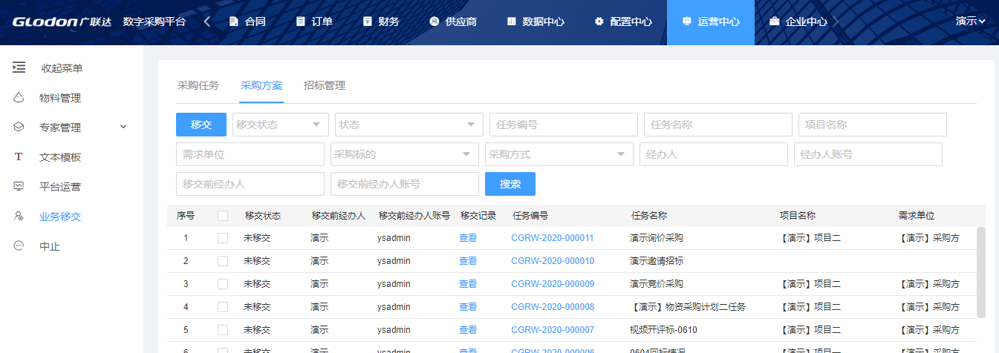 GLODON广联达 数字采购平台 合同 订单 财务 供应商 数据中心 配置中心 运营中心 企业中心 演示
收起菜单
物料管理
专家管理
文本模板
平台运营
业务移交
中止
采购任务 采购方案 招标管理
移交 移交状态 状态 任务编号 任务名称 项目名称
需求单位 采购标的 采购方式 经办人 经办人账号
移交前经办人 移交前经办人账号 搜索
序号 移交状态 移交前经办人 移交前经办人账号 移交记录 任务编号 任务名称 项目名称 需求单位
1 未移交 演示 ysadmin 查看 CGRW-2020-000011 演示询价采购 【演示】项目二 【演示】采购方
2 未移交 演示 ysadmin 查看 CGRW-2020-000010 演示邀请招标
3 未移交 演示 ysadmin 查看 CGRW-2020-000009 演示竞价采购 【演示】项目二 【演示】采购方
4 未移交 演示 ysadmin 查看 CGRW-2020-000008 【演示】物资采购计划二任务 【演示】项目二 【演示】采购方
5 未移交 演示 ysadmin 查看 CGRW-2020-000007 视频开评标-0610 【演示】项目二 【演示】采购方
6 未移交 演示 ysadmin 查看 CGRW-2020-000006